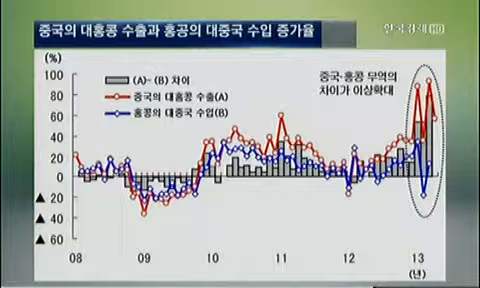 중국의 대홍콩 수출과 홍콩의 대중국 수입 증가율
한국경제 HD
(%)
(A)-(B) 차이
중국의 대홍콩 수출(A)
홍콩의 대중국 수입(B)
중국·홍콩 무역의
차이가 이상확대
100
80
60
40
20
0
▲ 20
▲ 40
▲ 60
08 09 10 11 12 13
(년)